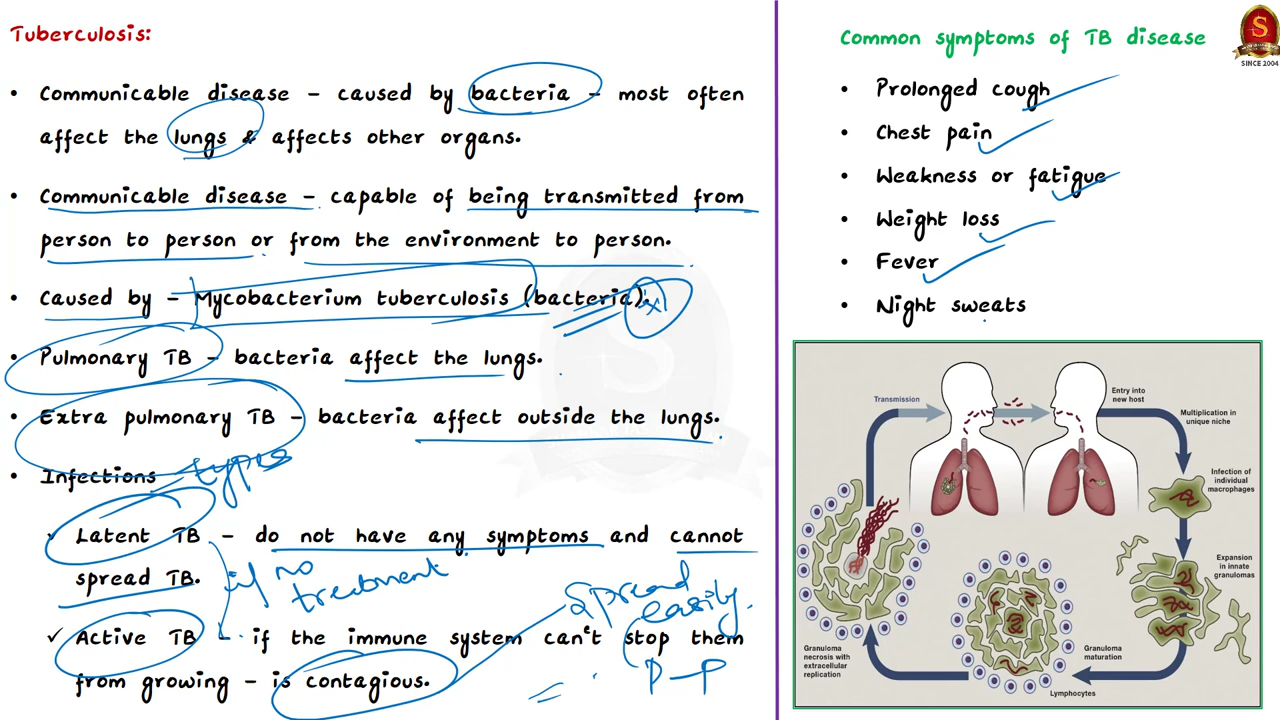 Tuberculosis:
• Communicable disease – caused by bacteria – most often
affect the lungs & affects other organs.
• Communicable disease – capable of being transmitted from
person to person or from the environment to person.
• Caused by – Mycobacterium tuberculosis (bacteria).
• Pulmonary TB – bacteria affect the lungs.
• Extra pulmonary TB – bacteria affect outside the lungs.
• Infections types
✓ Latent TB – do not have any symptoms and cannot
spread TB.
if no
treatment
Spread
easily.
✓ Active TB – if the immune system can't stop them
from growing – is contagious.
P – P
Common symptoms of TB disease
• Prolonged cough
• Chest pain
• Weakness or fatigue
• Weight loss
• Fever
• Night sweats
S
SINCE 2004
Transmission
Entry into
new host
Multiplication in
unique niche
Infection of
individual
macrophages
Expansion
in innate
granulomas
Granuloma
maturation
Lymphocytes
Granuloma
necrosis with
extracellular
replication